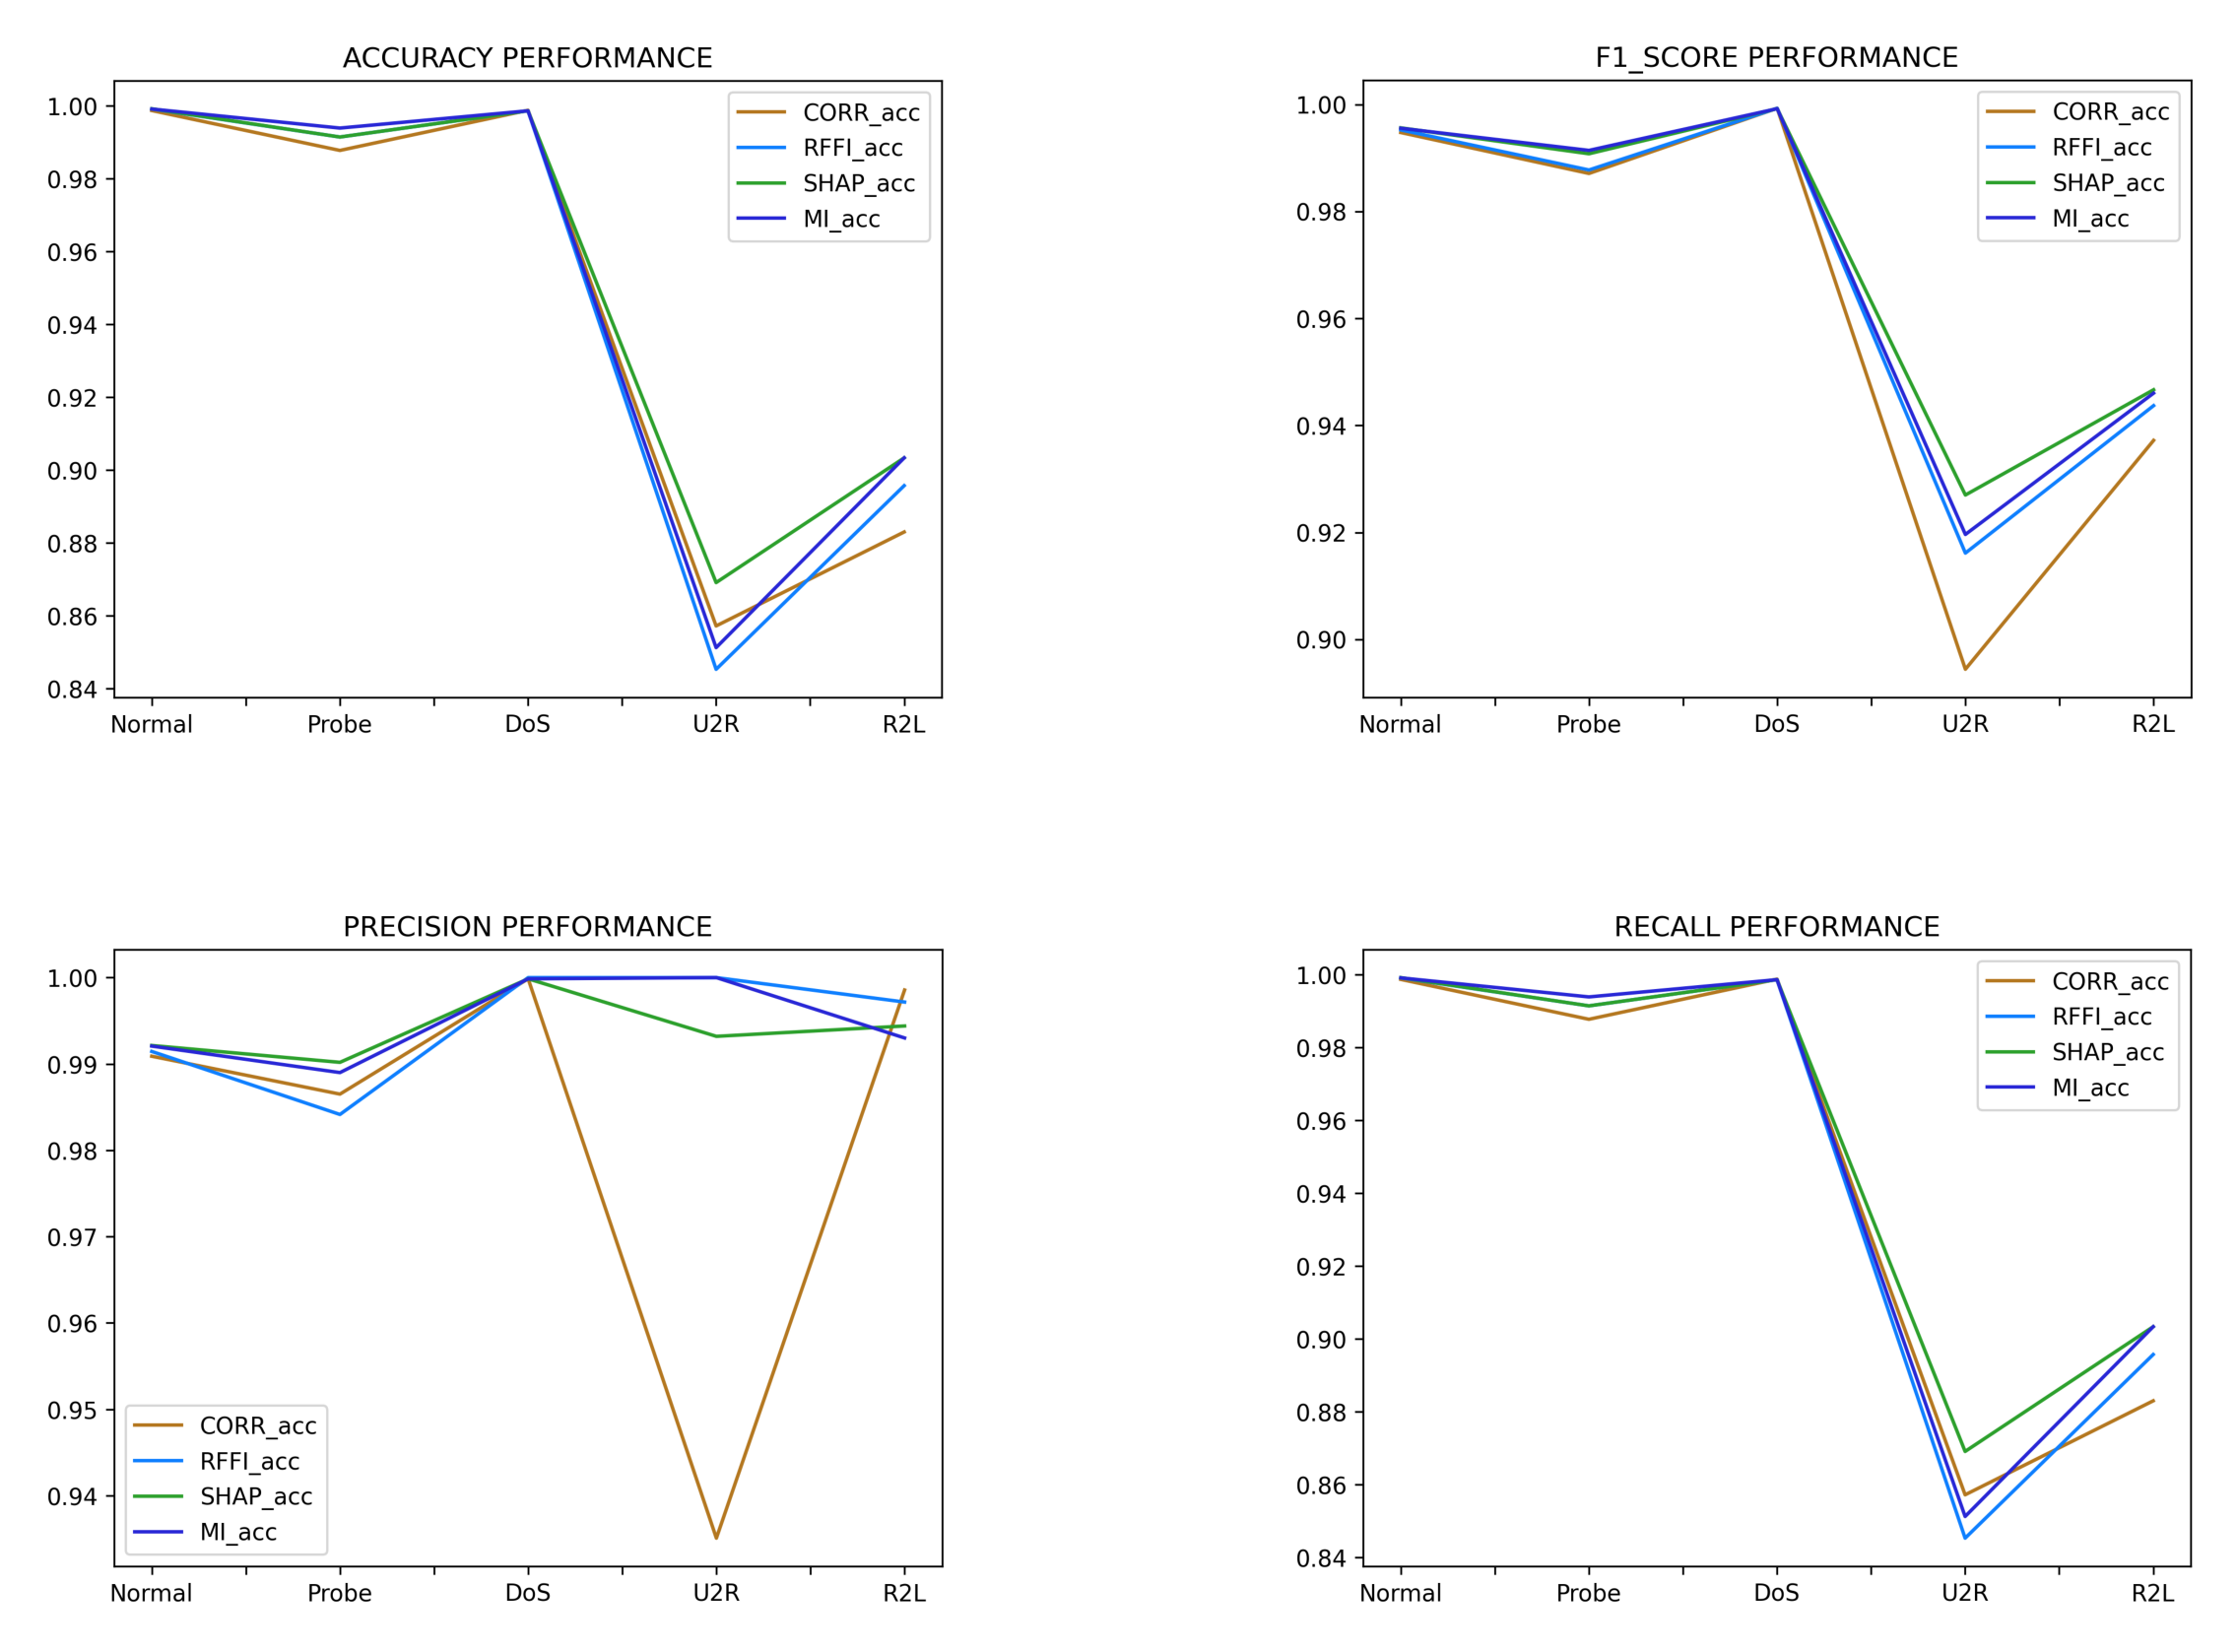 ACCURACY PERFORMANCE
1.00
0.98
0.96
0.94
0.92
0.90
0.88
0.86
0.84
CORR_acc
RFFI_acc
SHAP_acc
MI_acc
Normal Probe DoS U2R R2L
F1_SCORE PERFORMANCE
1.00
0.98
0.96
0.94
0.92
0.90
CORR_acc
RFFI_acc
SHAP_acc
MI_acc
Normal Probe DoS U2R R2L
PRECISION PERFORMANCE
1.00
0.99
0.98
0.97
0.96
0.95
0.94
CORR_acc
RFFI_acc
SHAP_acc
MI_acc
Normal Probe DoS U2R R2L
RECALL PERFORMANCE
1.00
0.98
0.96
0.94
0.92
0.90
0.88
0.86
0.84
CORR_acc
RFFI_acc
SHAP_acc
MI_acc
Normal Probe DoS U2R R2L